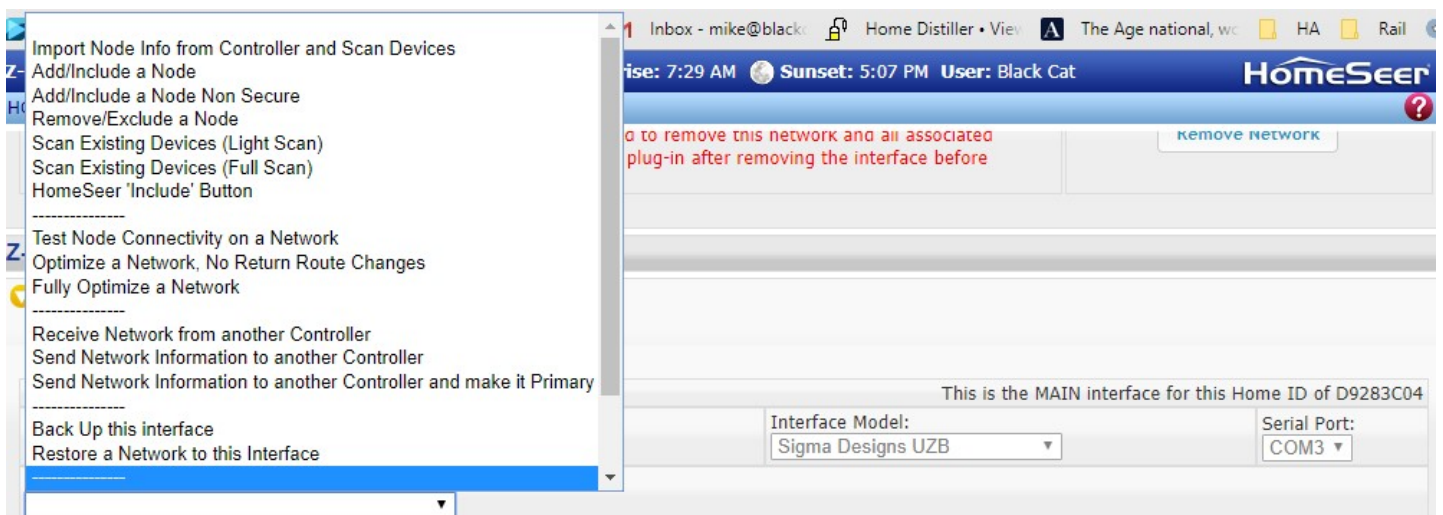 Inbox - mike@black
Home Distiller • View
A The Age national, wo
HA
Rail
Z-
rise: 7:29 AM Sunset: 5:07 PM User: Black Cat
HomeSeer
HO
?
Import Node Info from Controller and Scan Devices
Add/Include a Node
Add/Include a Node Non Secure
Remove/Exclude a Node
Scan Existing Devices (Light Scan)
Scan Existing Devices (Full Scan)
HomeSeer 'Include' Button
---------------
Test Node Connectivity on a Network
Optimize a Network, No Return Route Changes
Fully Optimize a Network
---------------
Receive Network from another Controller
Send Network Information to another Controller
Send Network Information to another Controller and make it Primary
---------------
Back Up this interface
Restore a Network to this Interface
---------------
d to remove this network and all associated
plug-in after removing the interface before
Remove Network
Z-
This is the MAIN interface for this Home ID of D9283C04
Interface Model:
Sigma Designs UZB
Serial Port:
COM3